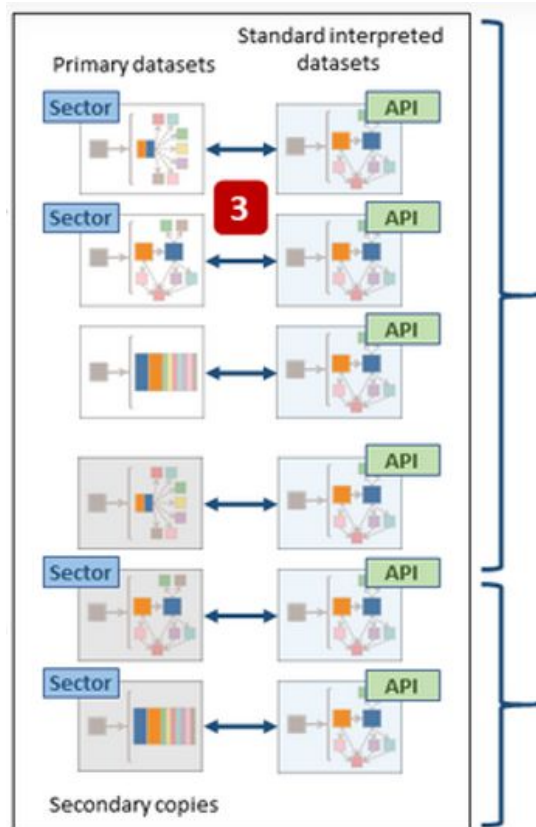 Primary datasets
Standard interpreted
datasets
Sector
API
3
Sector
API
API
API
Sector
API
Sector
API
Secondary copies